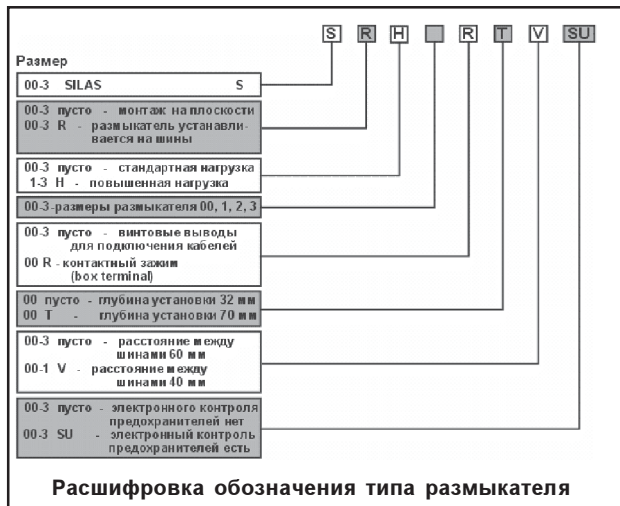 S R H R T V SU
Размер
00-3 SILAS S
00-3 пусто - монтаж на плоскости
00-3 R - размыкатель устанавли-
вается на шины
00-3 пусто - стандартная нагрузка
1-3 H - повышенная нагрузка
00-3-размеры размыкателя 00, 1, 2, 3
00-3 пусто - винтовые выводы
для подключения кабелей
00 R - контактный зажим
(box terminal)
00 пусто - глубина установки 32 мм
00 T - глубина установки 70 мм
00-3 пусто - расстояние между
шинами 60 мм
00-1 V - расстояние между
шинами 40 мм
00-3 пусто - электронного контроля
предохранителей нет
00-3 SU - электронный контроль
предохранителей есть
Расшифровка обозначения типа размыкателя